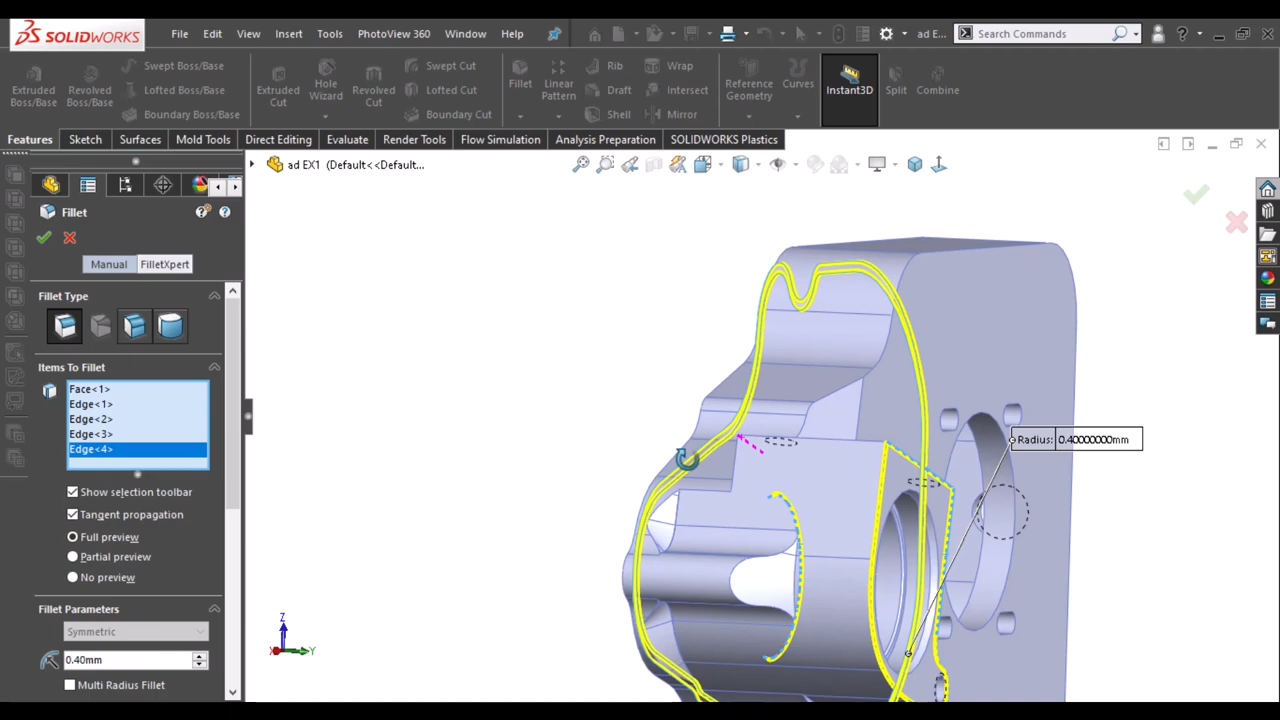 SOLIDWORKS File Edit View Insert Tools PhotoView 360 Window Help ad E... Search Commands ?
Extruded Boss/Base Revolved Boss/Base Swept Boss/Base Lofted Boss/Base Boundary Boss/Base Extruded Cut Hole Wizard Revolved Cut Swept Cut Lofted Cut Boundary Cut Fillet Linear Pattern Rib Draft Shell Wrap Intersect Mirror Reference Geometry Curves Instant3D Split Combine
Features Sketch Surfaces Mold Tools Direct Editing Evaluate Render Tools Flow Simulation Analysis Preparation SOLIDWORKS Plastics
ad EX1 (Default<<Default...
Fillet
Manual FilletXpert
Fillet Type
Items To Fillet
Face<1>
Edge<1>
Edge<2>
Edge<3>
Edge<4>
Radius: 0.40000000mm
Show selection toolbar
Tangent propagation
Full preview
Partial preview
No preview
Fillet Parameters
Symmetric
0.40mm
Multi Radius Fillet
Z
X Y